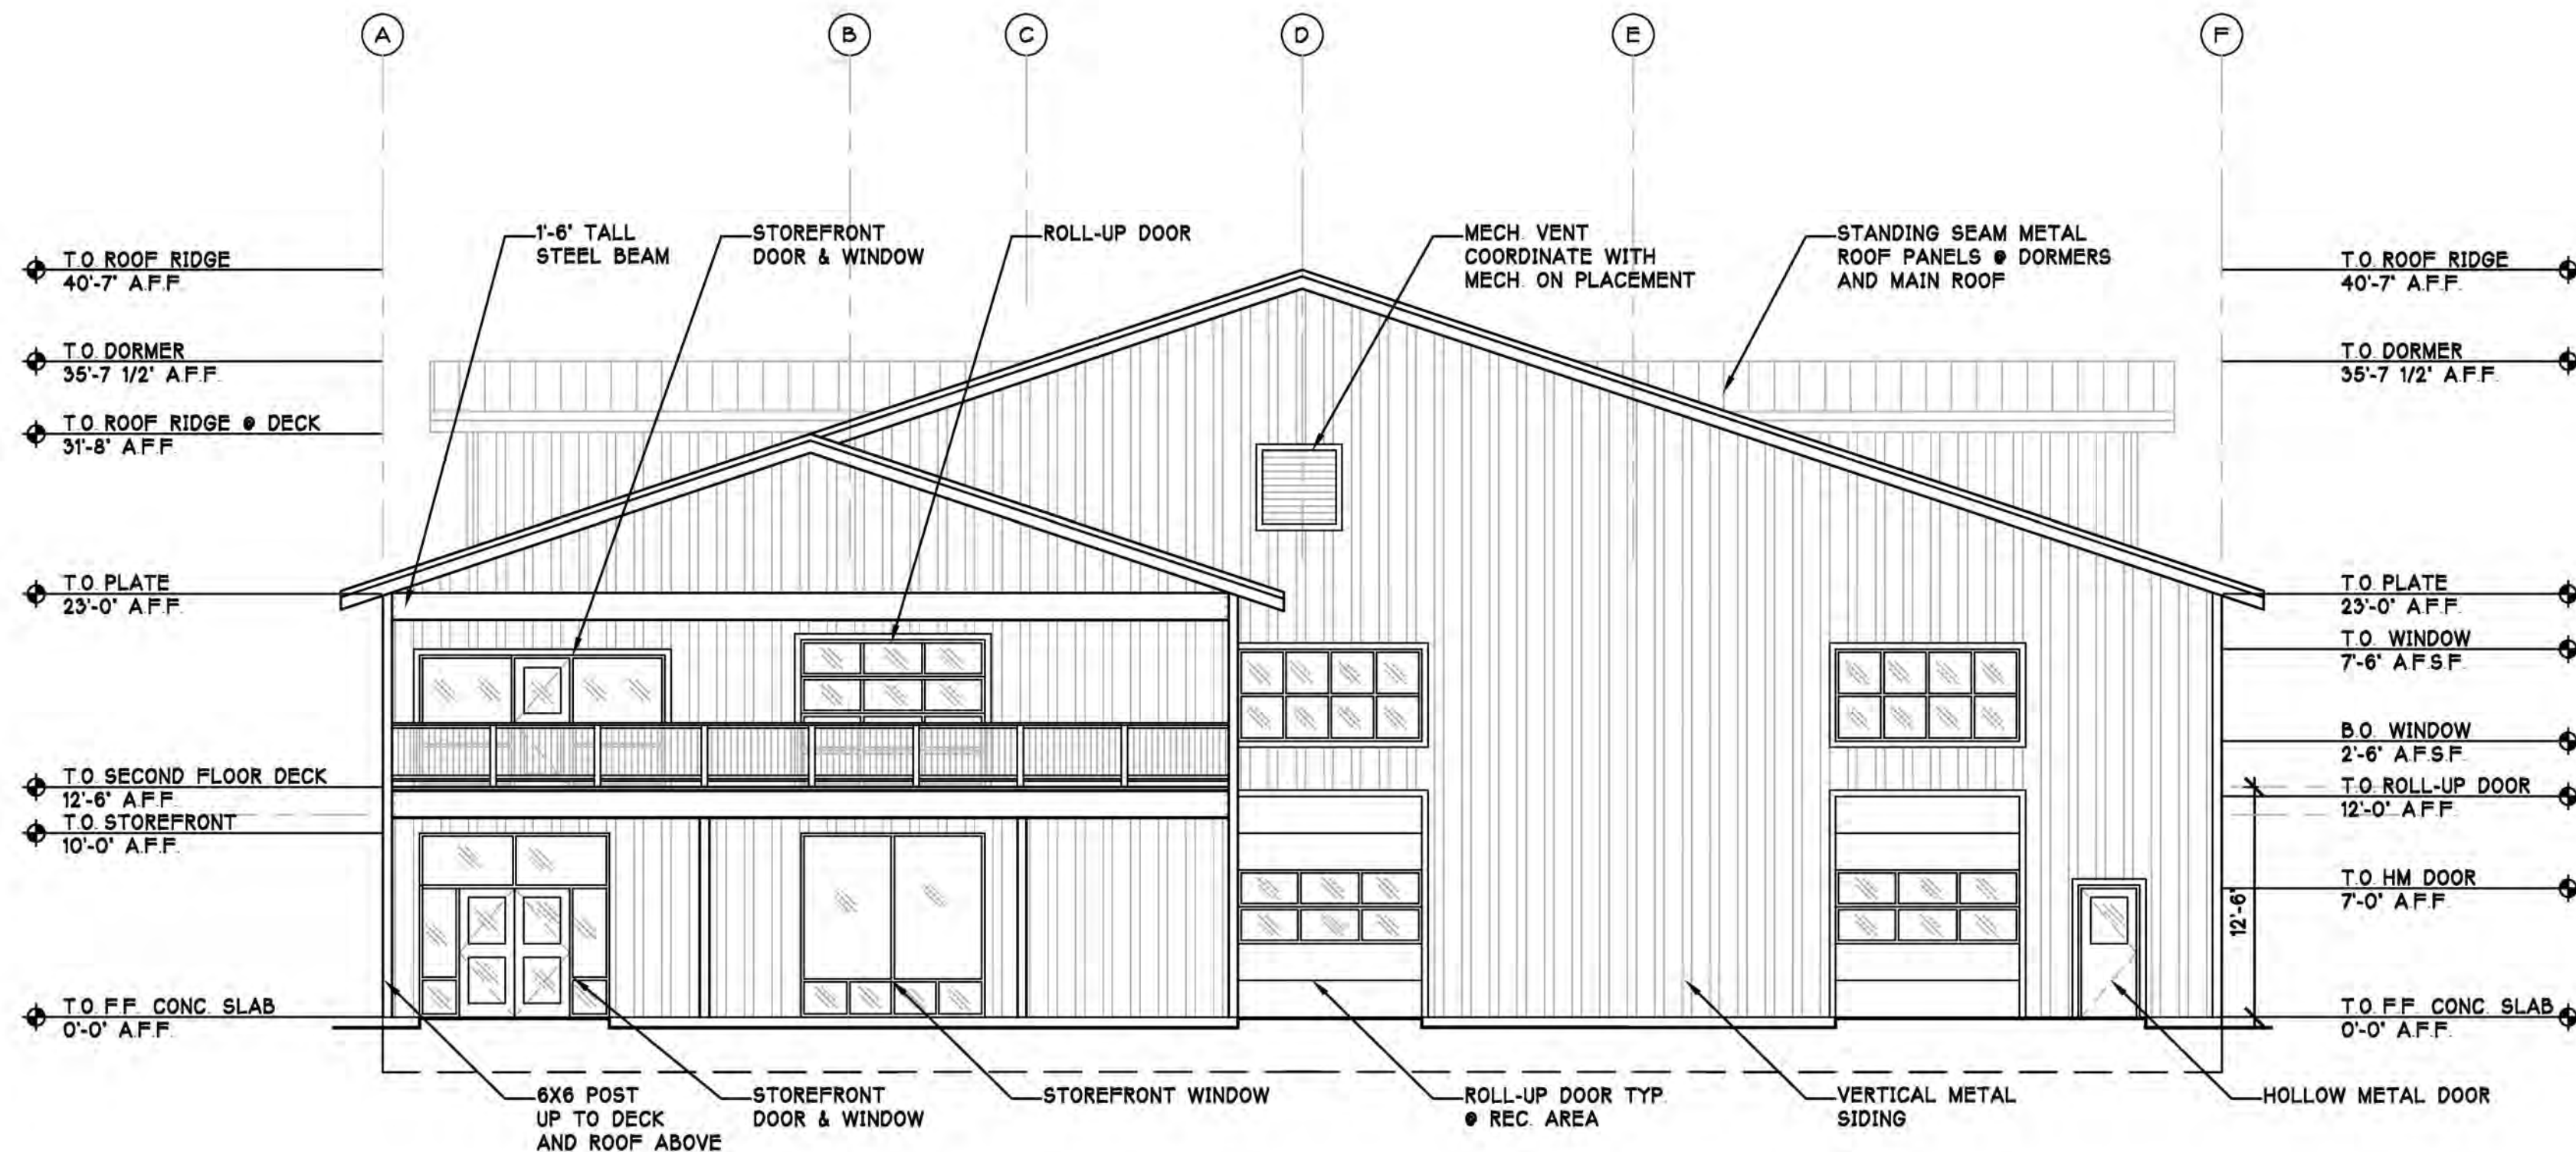 A
B
C
D
E
F
1'-6" TALL
STEEL BEAM
STOREFRONT
DOOR & WINDOW
ROLL-UP DOOR
MECH. VENT
COORDINATE WITH
MECH. ON PLACEMENT
STANDING SEAM METAL
ROOF PANELS @ DORMERS
AND MAIN ROOF
T.O. ROOF RIDGE
40'-7" A.F.F.
T.O. DORMER
35'-7 1/2" A.F.F.
T.O. ROOF RIDGE @ DECK
31'-8" A.F.F.
T.O. PLATE
23'-0" A.F.F.
T.O. SECOND FLOOR DECK
12'-6" A.F.F.
T.O. STOREFRONT
10'-0" A.F.F.
T.O. F.F. CONC. SLAB
0'-0" A.F.F.
T.O. ROOF RIDGE
40'-7" A.F.F.
T.O. DORMER
35'-7 1/2" A.F.F.
T.O. PLATE
23'-0" A.F.F.
T.O. WINDOW
7'-6" A.F.S.F.
B.O. WINDOW
2'-6" A.F.S.F.
T.O. ROLL-UP DOOR
12'-0" A.F.F.
T.O. HM DOOR
7'-0" A.F.F.
12'-6"
T.O. F.F. CONC. SLAB
0'-0" A.F.F.
6X6 POST
UP TO DECK
AND ROOF ABOVE
STOREFRONT
DOOR & WINDOW
STOREFRONT WINDOW
ROLL-UP DOOR TYP.
@ REC. AREA
VERTICAL METAL
SIDING
HOLLOW METAL DOOR